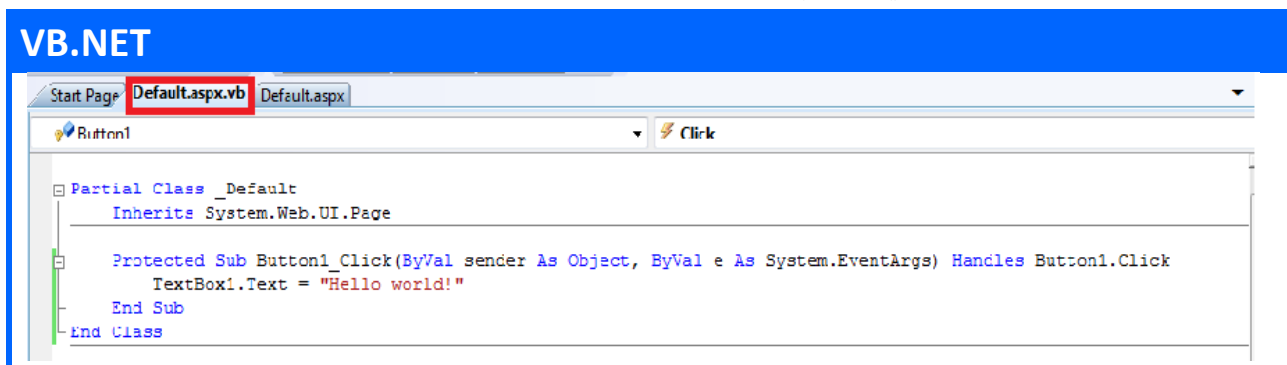 VB.NET
Start Page Default.aspx.vb Default.aspx
Button1 Click
Partial Class _Default
Inherits System.Web.UI.Page
Protected Sub Button1_Click(ByVal sender As Object, ByVal e As System.EventArgs) Handles Button1.Click
TextBox1.Text = "Hello world!"
End Sub
End Class